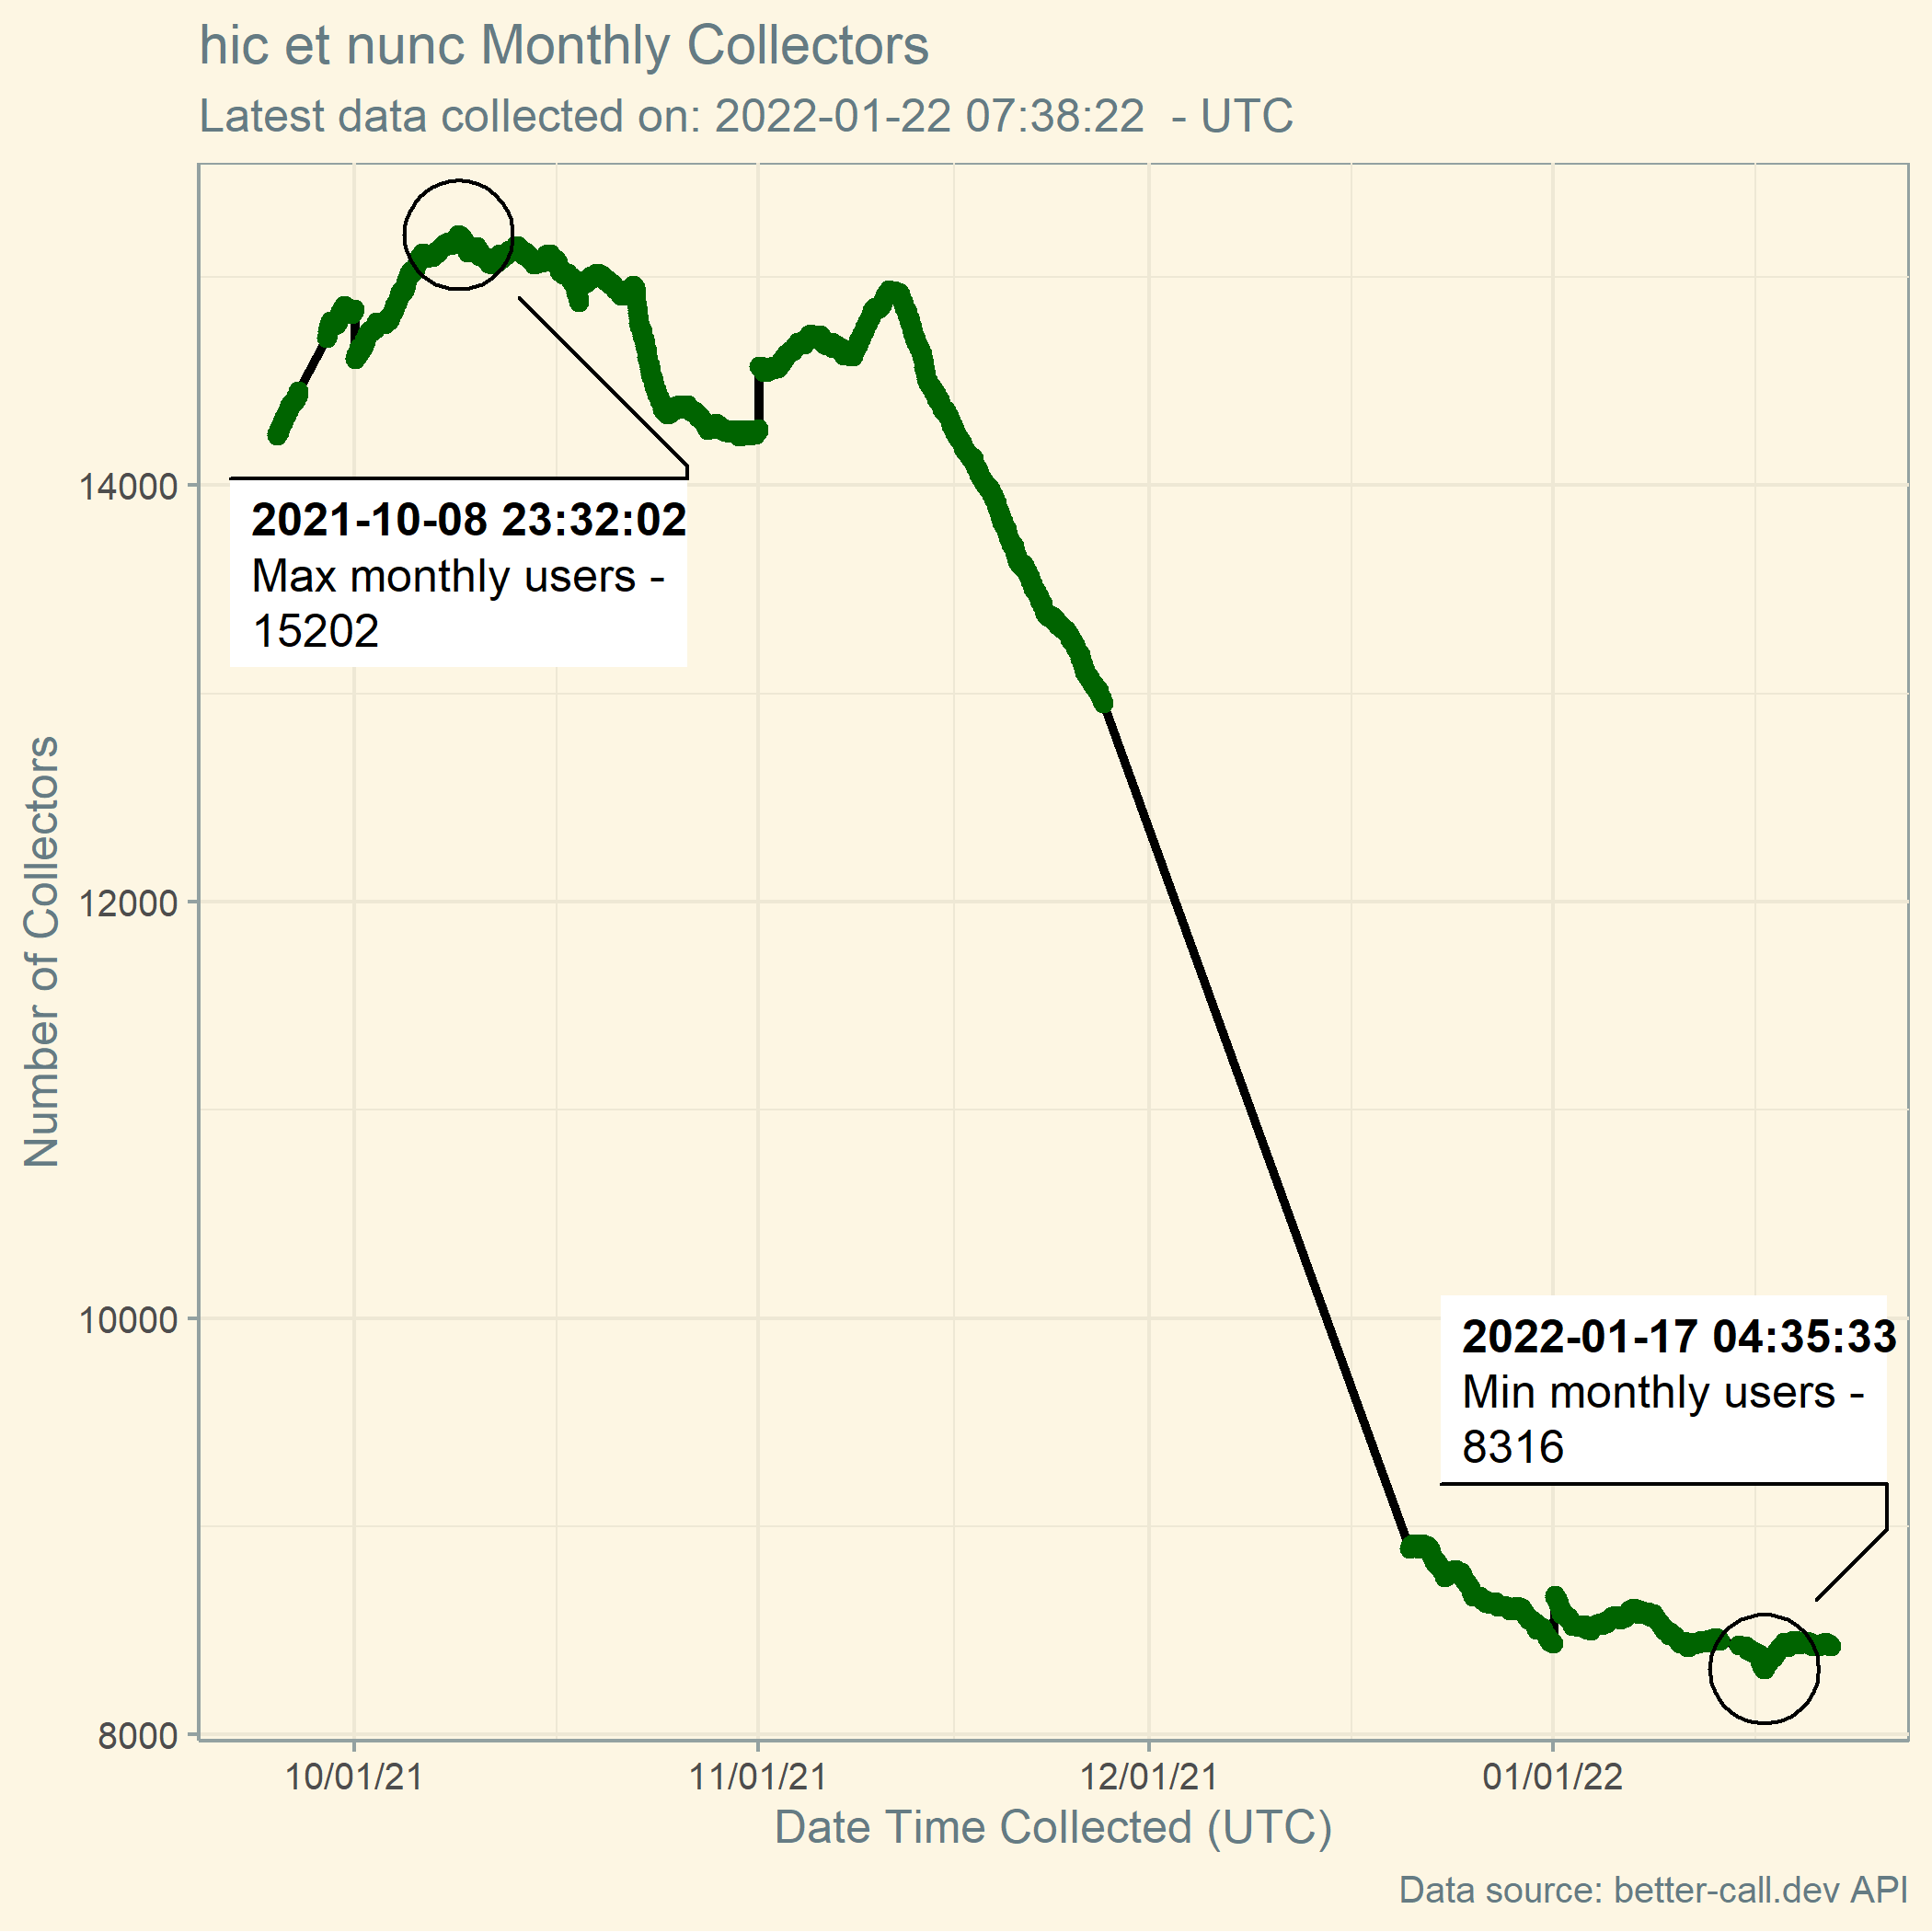 hic et nunc Monthly Collectors
Latest data collected on: 2022-01-22 07:38:22  - UTC
Number of Collectors
14000
12000
10000
8000
2021-10-08 23:32:02
Max monthly users -
15202
2022-01-17 04:35:33
Min monthly users -
8316
10/01/21
11/01/21
12/01/21
01/01/22
Date Time Collected (UTC)
Data source: better-call.dev API